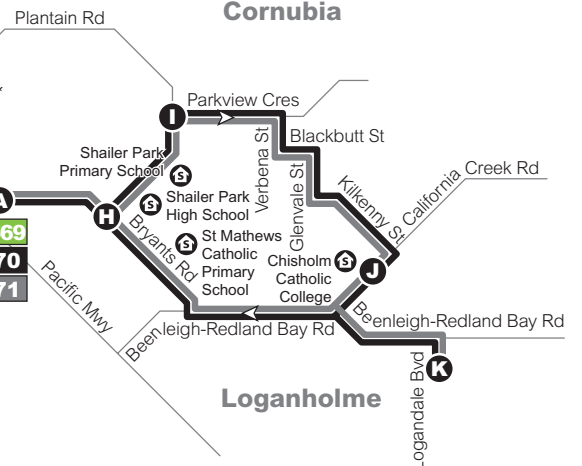 Cornubia
Plantain Rd
I
Parkview Cres
Blackbutt St
Verbena St
Glenvale St
Kilkenny St
California
Creek Rd
Shailer Park
Primary School
S
A
H
S
Shailer Park
High School
69
70
71
Bryants Rd
S
St Mathews
Catholic
Primary
School
Chisholm
Catholic
College
S
J
Pacific Mwy
Beenleigh-Redland Bay Rd
Beenleigh-Redland Bay Rd
K
Logandale Bvd
Loganholme